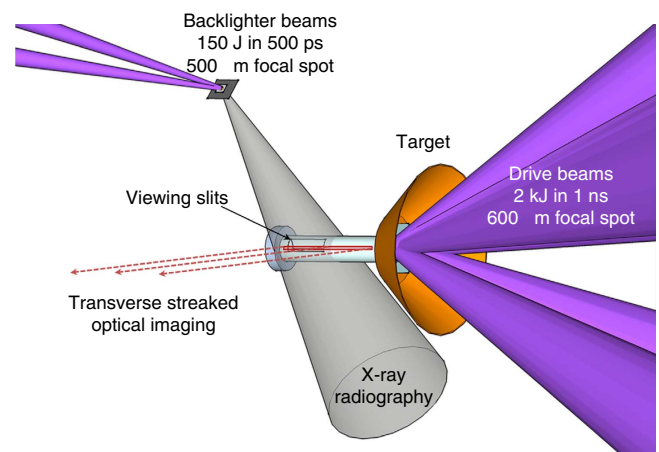 Backlighter beams
150 J in 500 ps
500 m focal spot
Target
Drive beams
2 kJ in 1 ns
600 m focal spot
Viewing slits
Transverse streaked
optical imaging
X-ray
radiography